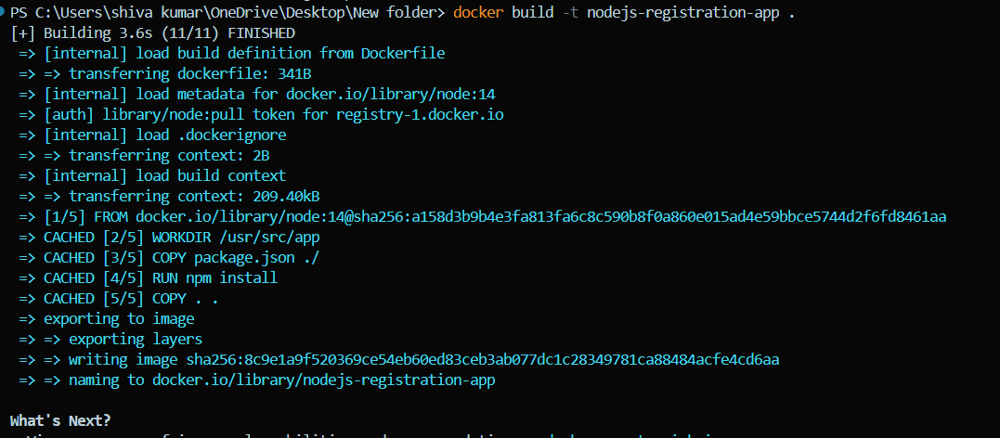 PS C:\Users\shiva kumar\OneDrive\Desktop\New folder> docker build -t nodejs-registration-app .
[+] Building 3.6s (11/11) FINISHED
=> [internal] load build definition from Dockerfile
=> => transferring dockerfile: 341B
=> [internal] load metadata for docker.io/library/node:14
=> [auth] library/node:pull token for registry-1.docker.io
=> [internal] load .dockerignore
=> => transferring context: 2B
=> [internal] load build context
=> => transferring context: 209.40kB
=> [1/5] FROM docker.io/library/node:14@sha256:a158d3b9b4e3fa813fa6c8c590b8f0a860e015ad4e59bbce5744d2f6fd8461aa
=> CACHED [2/5] WORKDIR /usr/src/app
=> CACHED [3/5] COPY package.json ./
=> CACHED [4/5] RUN npm install
=> CACHED [5/5] COPY . .
=> exporting to image
=> => exporting layers
=> => writing image sha256:8c9e1a9f520369ce54eb60ed83ceb3ab077dc1c28349781ca88484acfe4cd6aa
=> => naming to docker.io/library/nodejs-registration-app
What's Next?